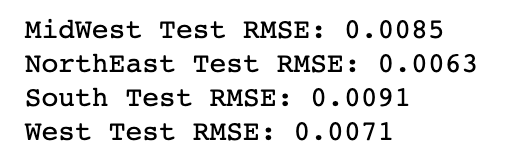 MidWest Test RMSE: 0.0085
NorthEast Test RMSE: 0.0063
South Test RMSE: 0.0091
West Test RMSE: 0.0071